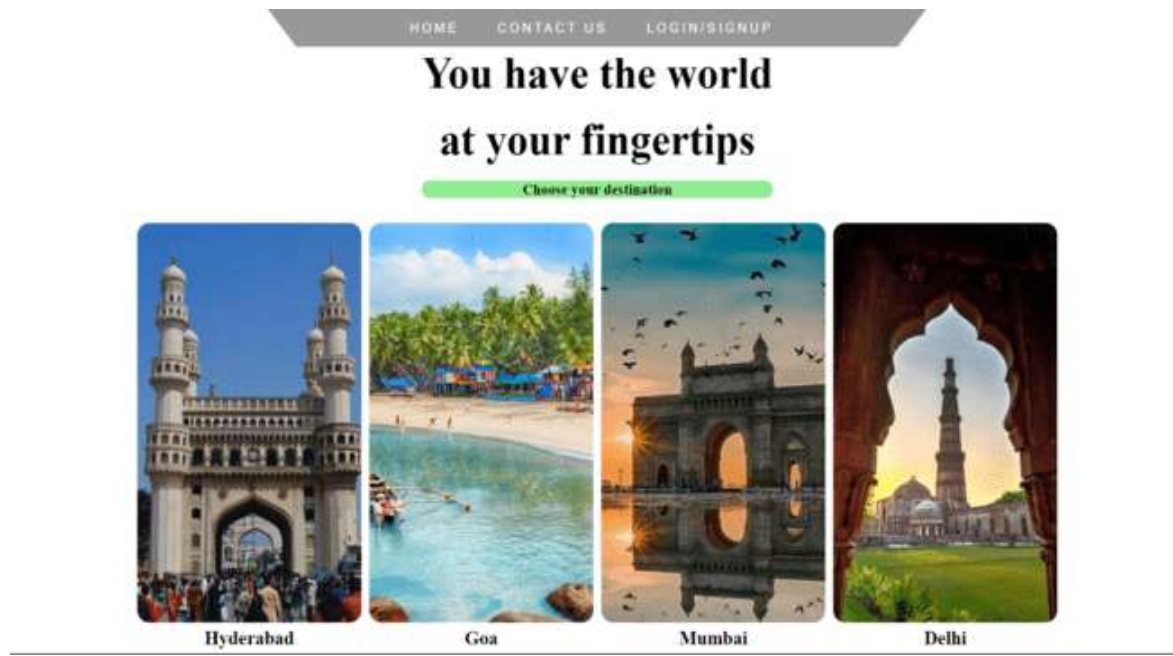 HOME CONTACT US LOGIN/SIGNUP
You have the world
at your fingertips
Choose your destination
Hyderabad Goa Mumbai Delhi